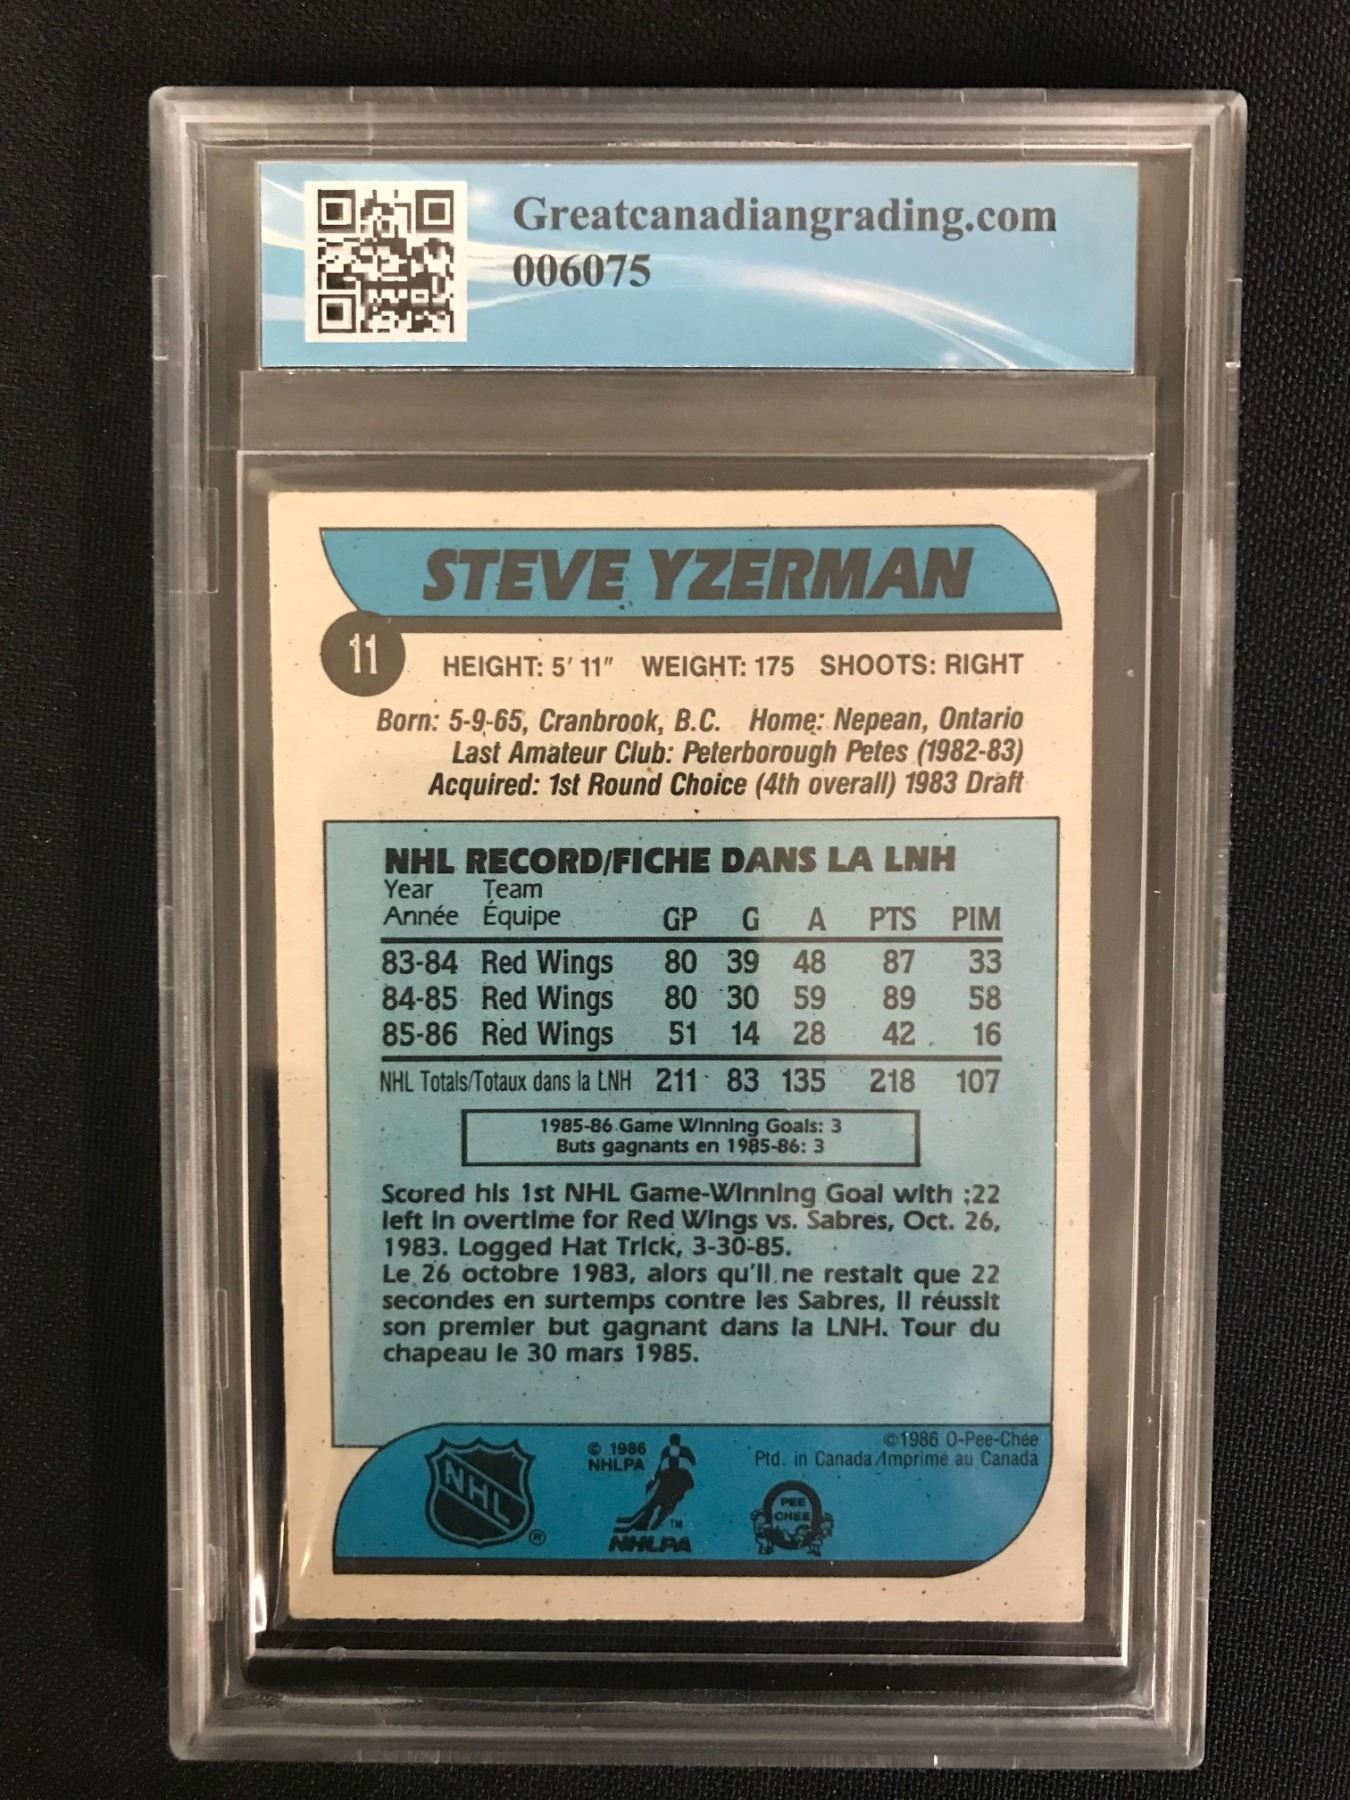 Greatcanadiangrading.com
006075
STEVE YZERMAN
11
HEIGHT: 5' 11" WEIGHT: 175 SHOOTS: RIGHT
Born: 5-9-65, Cranbrook, B.C. Home: Nepean, Ontario
Last Amateur Club: Peterborough Petes (1982-83)
Acquired: 1st Round Choice (4th overall) 1983 Draft
NHL RECORD/FICHE DANS LA LNH
Year Team
Année Équipe GP G A PTS PIM
83-84 Red Wings 80 39 48 87 33
84-85 Red Wings 80 30 59 89 58
85-86 Red Wings 51 14 28 42 16
NHL Totals/Totaux dans la LNH 211 83 135 218 107
1985-86 Game Winning Goals: 3
Buts gagnants en 1985-86: 3
Scored his 1st NHL Game-Winning Goal with :22
left in overtime for Red Wings vs. Sabres, Oct. 26,
1983. Logged Hat Trick, 3-30-85.
Le 26 octobre 1983, alors qu'il ne restait que 22
secondes en surtemps contre les Sabres, il réussit
son premier but gagnant dans la LNH. Tour du
chapeau le 30 mars 1985.
NHL
®
© 1986
NHLPA
TM
NHLPA
©1986 O-Pee-Chee
Ptd. in Canada/Imprimé au Canada
PEE
CHEE